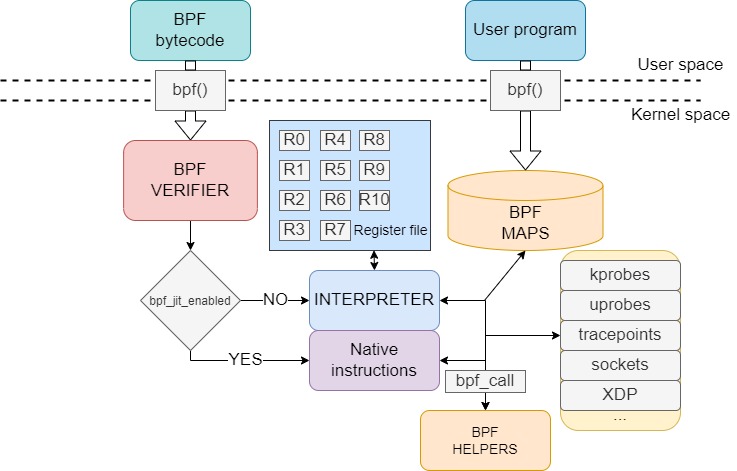 BPF
bytecode
User program
User space
bpf()
bpf()
Kernel space
BPF
VERIFIER
R0 R4 R8
R1 R5 R9
R2 R6 R10
R3 R7 Register file
BPF
MAPS
bpf_jit_enabled
NO
INTERPRETER
YES
Native
instructions
kprobes
uprobes
tracepoints
sockets
XDP
...
bpf_call
BPF
HELPERS